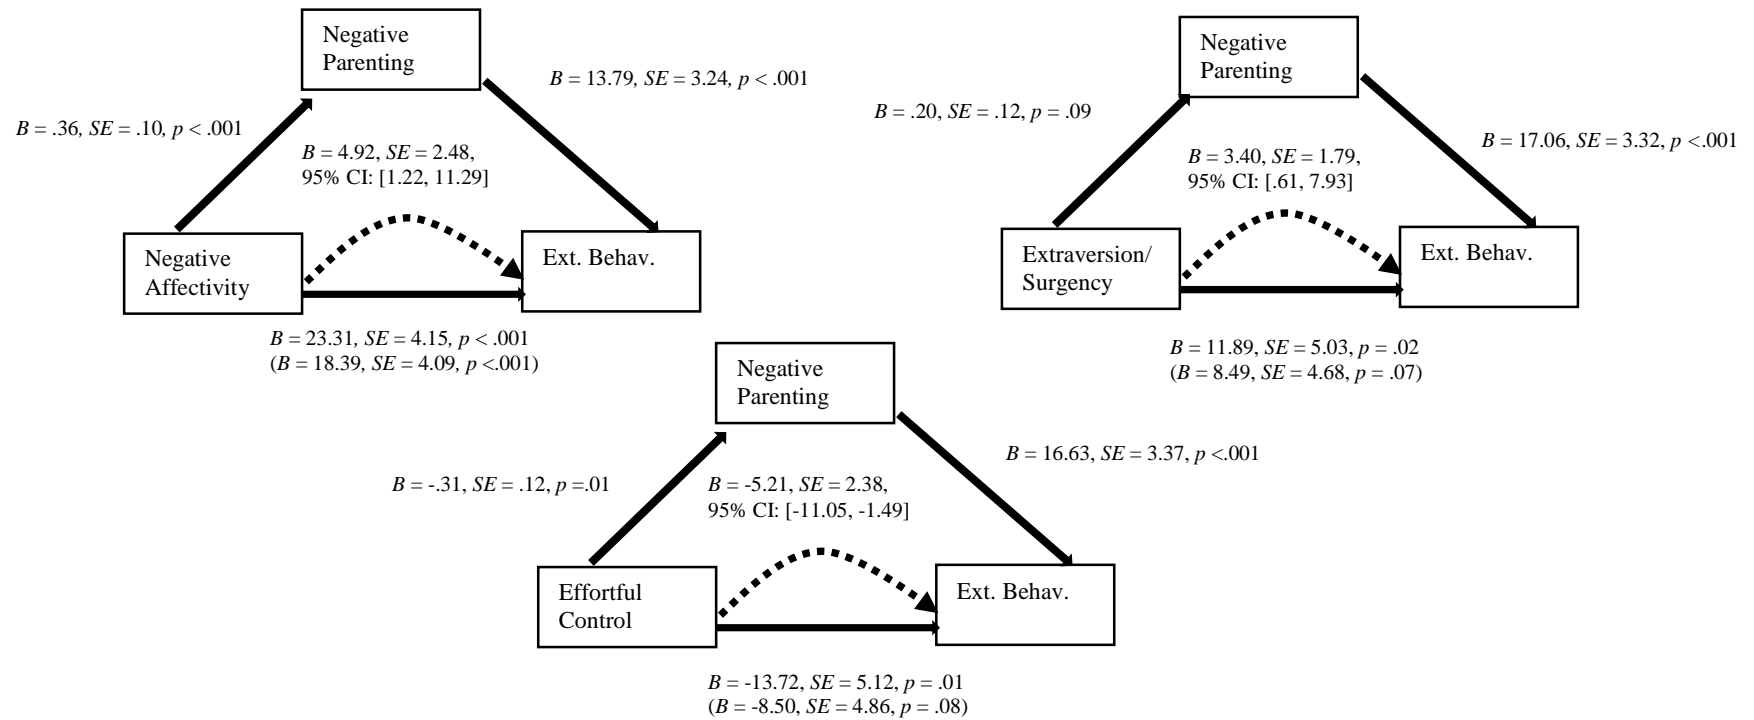 Negative
Parenting
B = 13.79, SE = 3.24, p < .001
B = .36, SE = .10, p < .001
B = 4.92, SE = 2.48,
95% CI: [1.22, 11.29]
Negative
Affectivity
Ext. Behav.
B = 23.31, SE = 4.15, p < .001
(B = 18.39, SE = 4.09, p <.001)
Negative
Parenting
B = .20, SE = .12, p = .09
B = 17.06, SE = 3.32, p <.001
B = 3.40, SE = 1.79,
95% CI: [.61, 7.93]
Extraversion/
Surgency
Ext. Behav.
B = 11.89, SE = 5.03, p = .02
(B = 8.49, SE = 4.68, p = .07)
Negative
Parenting
B = 16.63, SE = 3.37, p <.001
B = -.31, SE = .12, p =.01
B = -5.21, SE = 2.38,
95% CI: [-11.05, -1.49]
Effortful
Control
Ext. Behav.
B = -13.72, SE = 5.12, p = .01
(B = -8.50, SE = 4.86, p = .08)